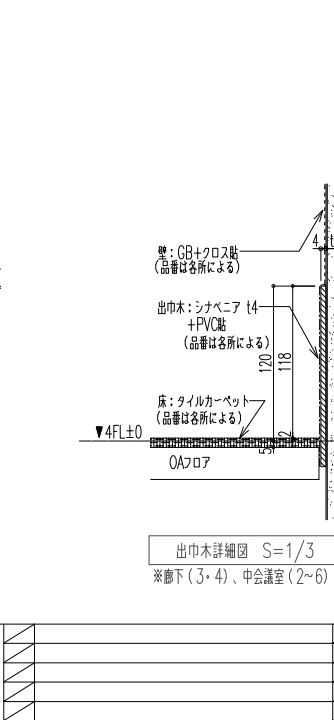 壁：GB+クロス貼
(品番は各所による)
4
t
出巾木：シナベニア t4
+PVC貼
(品番は各所による)
120
118
床：タイルカーペット
(品番は各所による)
▼4FL±0
5
2
OAフロア
出巾木詳細図 S=1/3
※廊下(3・4)、中会議室(2~6)